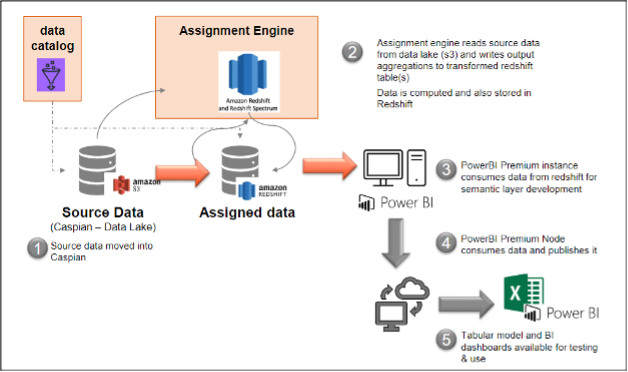 data
catalog
Assignment Engine
Amazon Redshift
and Redshift Spectrum
2
Assignment engine reads source data
from data lake (s3) and writes output
aggregations to transformed redshift
table(s)
Data is computed and also stored in
Redshift
amazon
S3
amazon
REDSHIFT
Source Data
(Caspian – Data Lake)
Assigned data
1
Source data moved into
Caspian
Power BI
3
PowerBI Premium instance
consumes data from redshift for
semantic layer development
4
PowerBI Premium Node
consumes data and publishes it
X
Power BI
5
Tabular model and BI
dashboards available for testing
& use